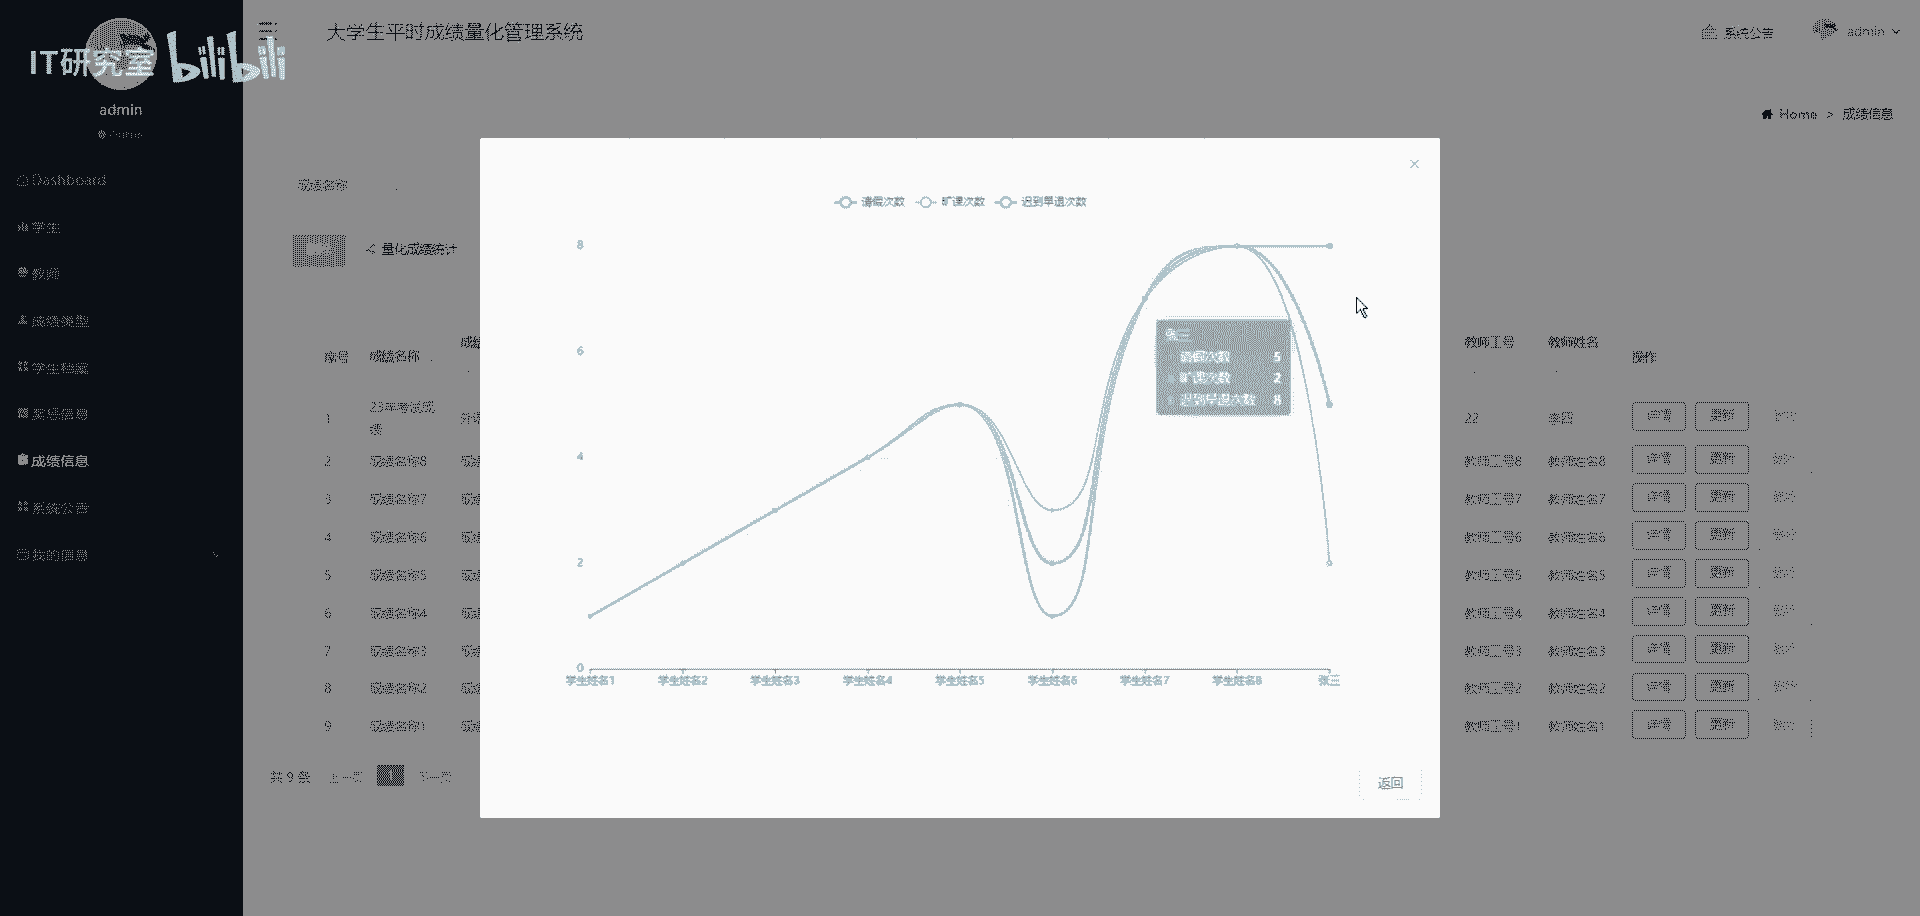 IT研究室 bilibili
大学生平时成绩量化管理系统
系统公告
admin
admin
Home > 成绩信息
Dashboard
学生
教师
成绩类型
学生档案
成绩信息
系统公告
我的信息
成绩名称
量化成绩统计
请假次数 旷课次数 迟到早退次数
8
6
4
2
0
学生姓名1 学生姓名2 学生姓名3 学生姓名4 学生姓名5 学生姓名6 学生姓名7 学生姓名8 张三
张三
请假次数 5
旷课次数 2
迟到早退次数 8
返回
序号 成绩名称 教师工号 教师姓名 操作
1 23年考试成绩 22 李四 详情 更新
2 成绩名称8 教师工号8 教师姓名8 详情 更新
3 成绩名称7 教师工号7 教师姓名7 详情 更新
4 成绩名称6 教师工号6 教师姓名6 详情 更新
5 成绩名称5 教师工号5 教师姓名5 详情 更新
6 成绩名称4 教师工号4 教师姓名4 详情 更新
7 成绩名称3 教师工号3 教师姓名3 详情 更新
8 成绩名称2 教师工号2 教师姓名2 详情 更新
9 成绩名称1 教师工号1 教师姓名1 详情 更新
共 9 条 上一页 1 下一页